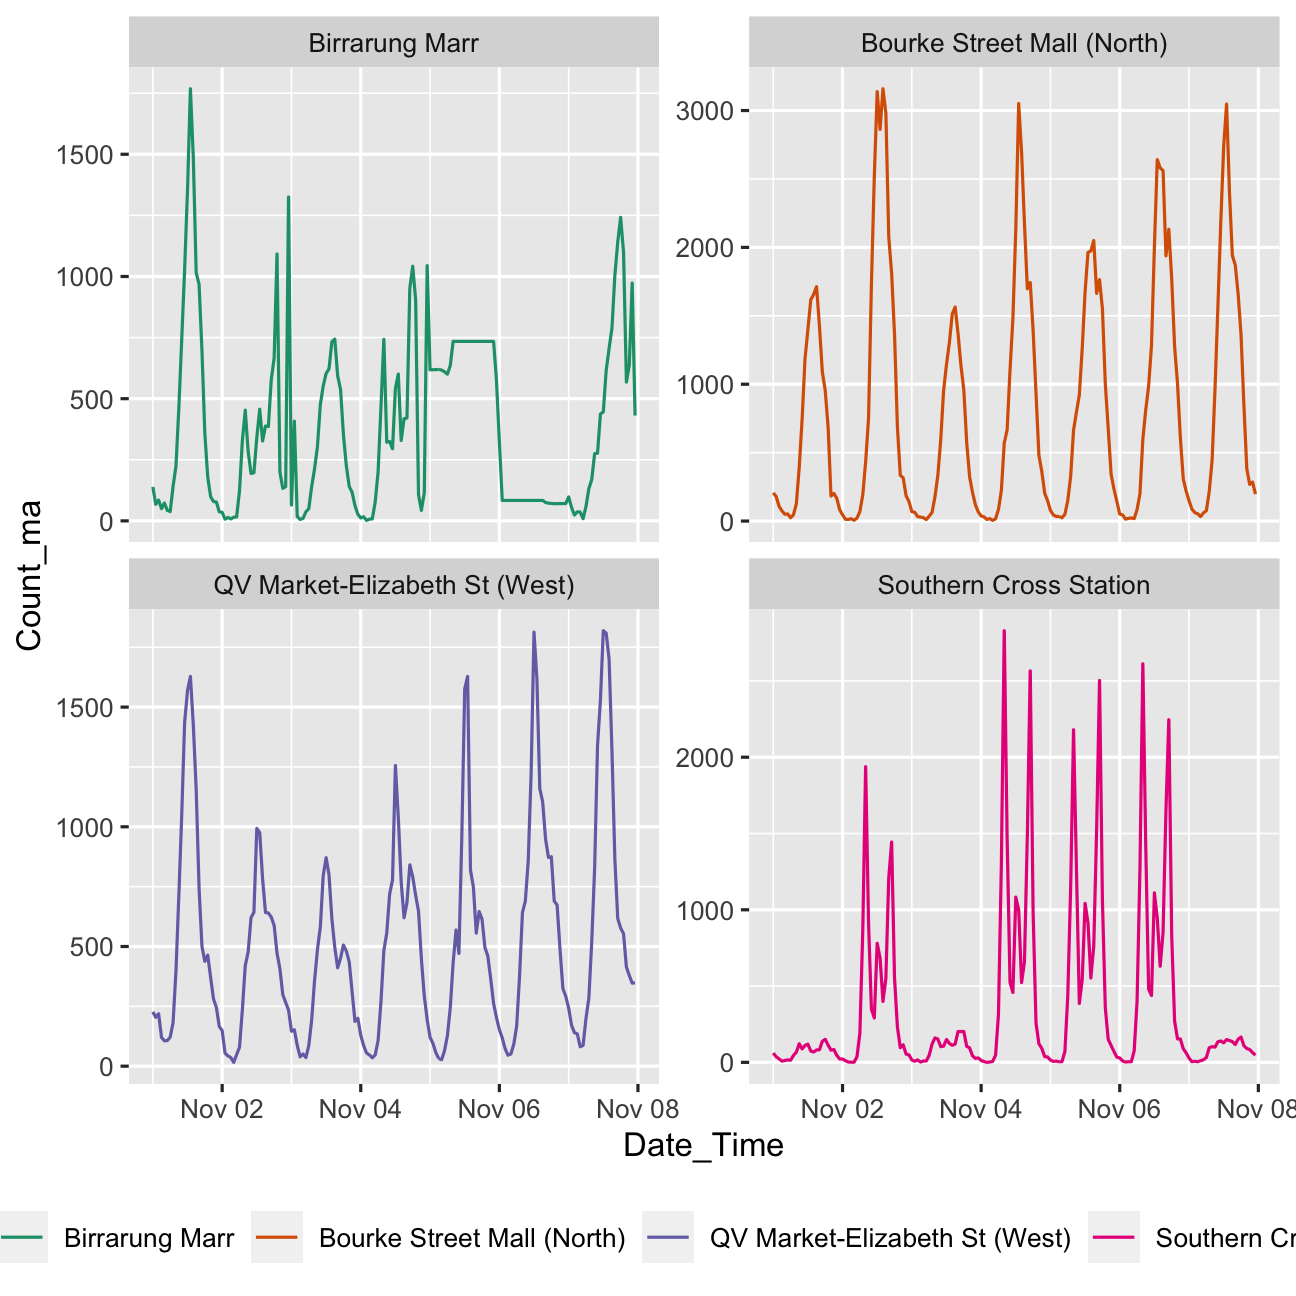 Birrarung Marr
Bourke Street Mall (North)
1500
1000
500
0
3000
2000
1000
0
Count_ma
QV Market-Elizabeth St (West)
Southern Cross Station
1500
1000
500
0
2000
1000
0
Nov 02 Nov 04 Nov 06 Nov 08
Nov 02 Nov 04 Nov 06 Nov 08
Date_Time
Birrarung Marr Bourke Street Mall (North) QV Market-Elizabeth St (West) Southern Cr